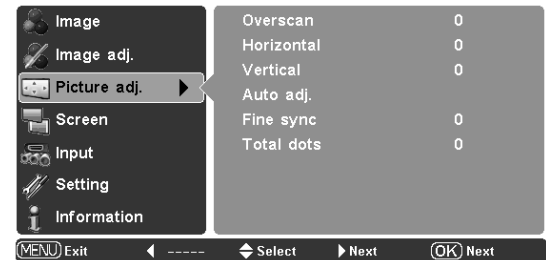 Image
Image adj.
Picture adj.
Screen
Input
Setting
Information
Overscan 0
Horizontal 0
Vertical 0
Auto adj.
Fine sync 0
Total dots 0
MENU Exit ◀ ----- Select ▶ Next OK Next